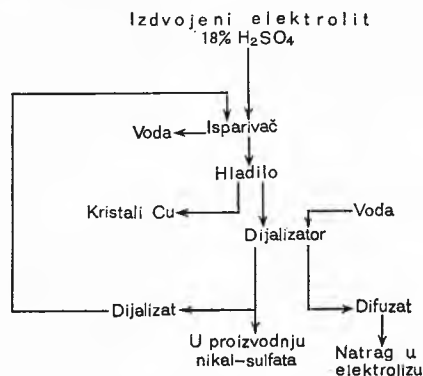 Izdvojeni elektrolit
18% H₂SO₄
Voda
Isparivač
Hladilo
Kristali Cu
Voda
Dijalizator
Dijalizat
Difuzat
U proizvodnju
nikal-sulfata
Natrag u
elektrolizu